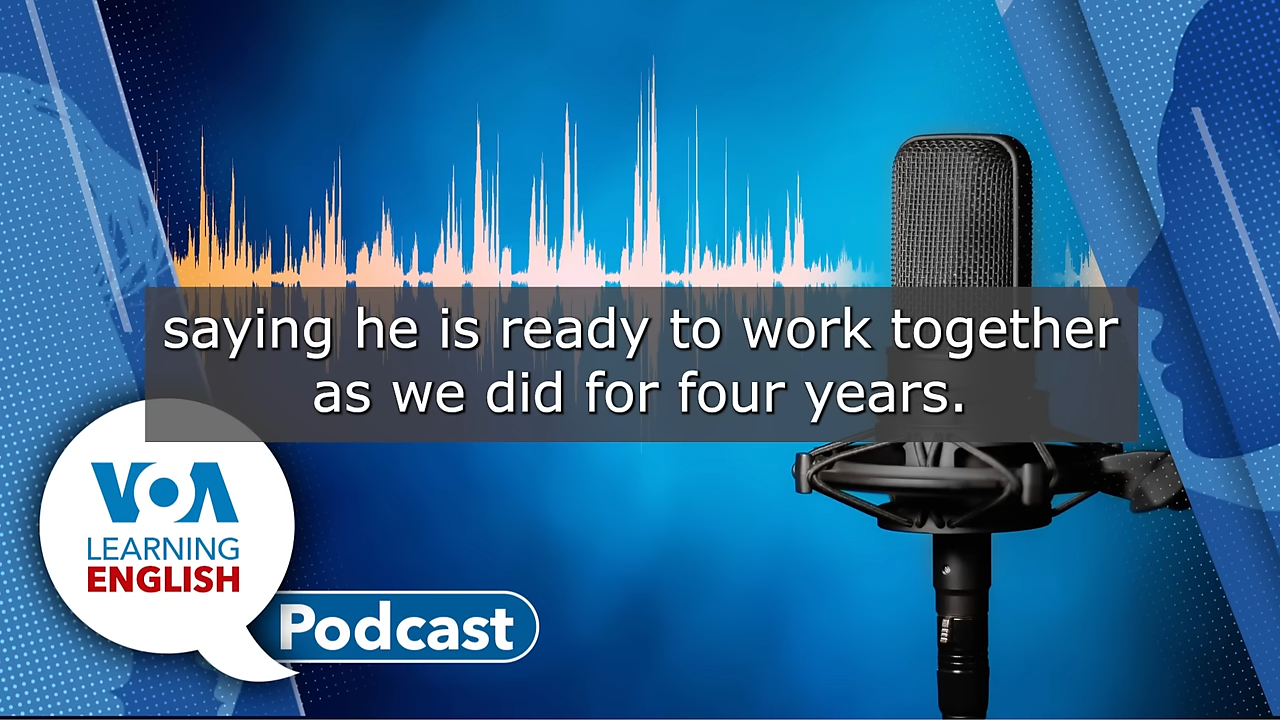 saying he is ready to work together
as we did for four years.
VOA
LEARNING
ENGLISH
Podcast